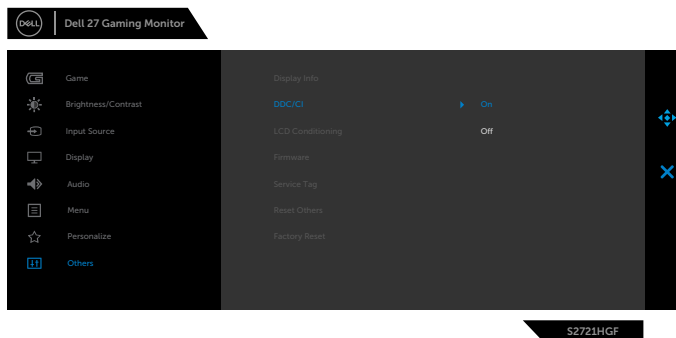 DELL
Dell 27 Gaming Monitor
Game
Display Info
Brightness/Contrast
DDC/CI
On
Input Source
LCD Conditioning
Off
Display
Firmware
Audio
Service Tag
Menu
Reset Others
Personalize
Factory Reset
Others
S2721HGF